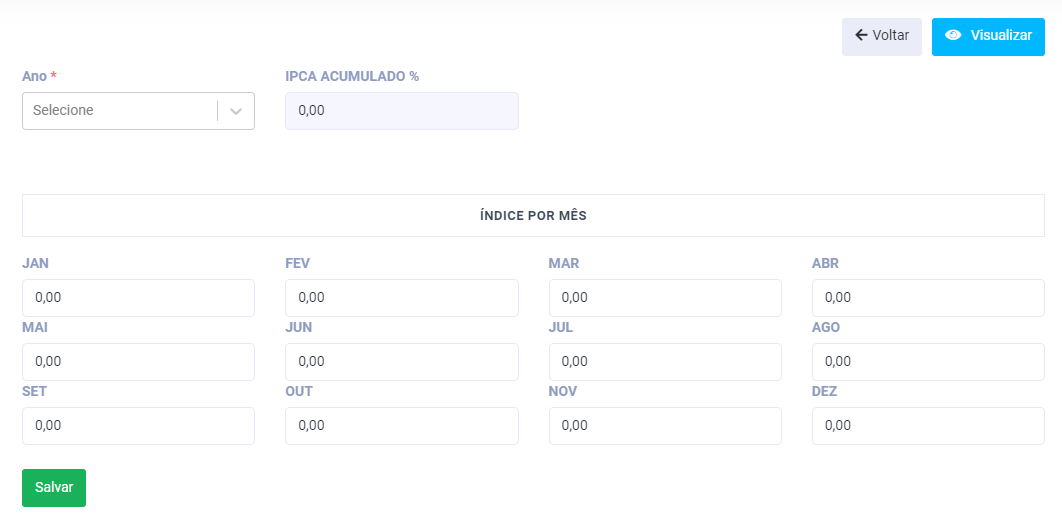 Voltar Visualizar
Ano * IPCA ACUMULADO %
Selecione 0,00
ÍNDICE POR MÊS
JAN FEV MAR ABR
0,00 0,00 0,00 0,00
MAI JUN JUL AGO
0,00 0,00 0,00 0,00
SET OUT NOV DEZ
0,00 0,00 0,00 0,00
Salvar